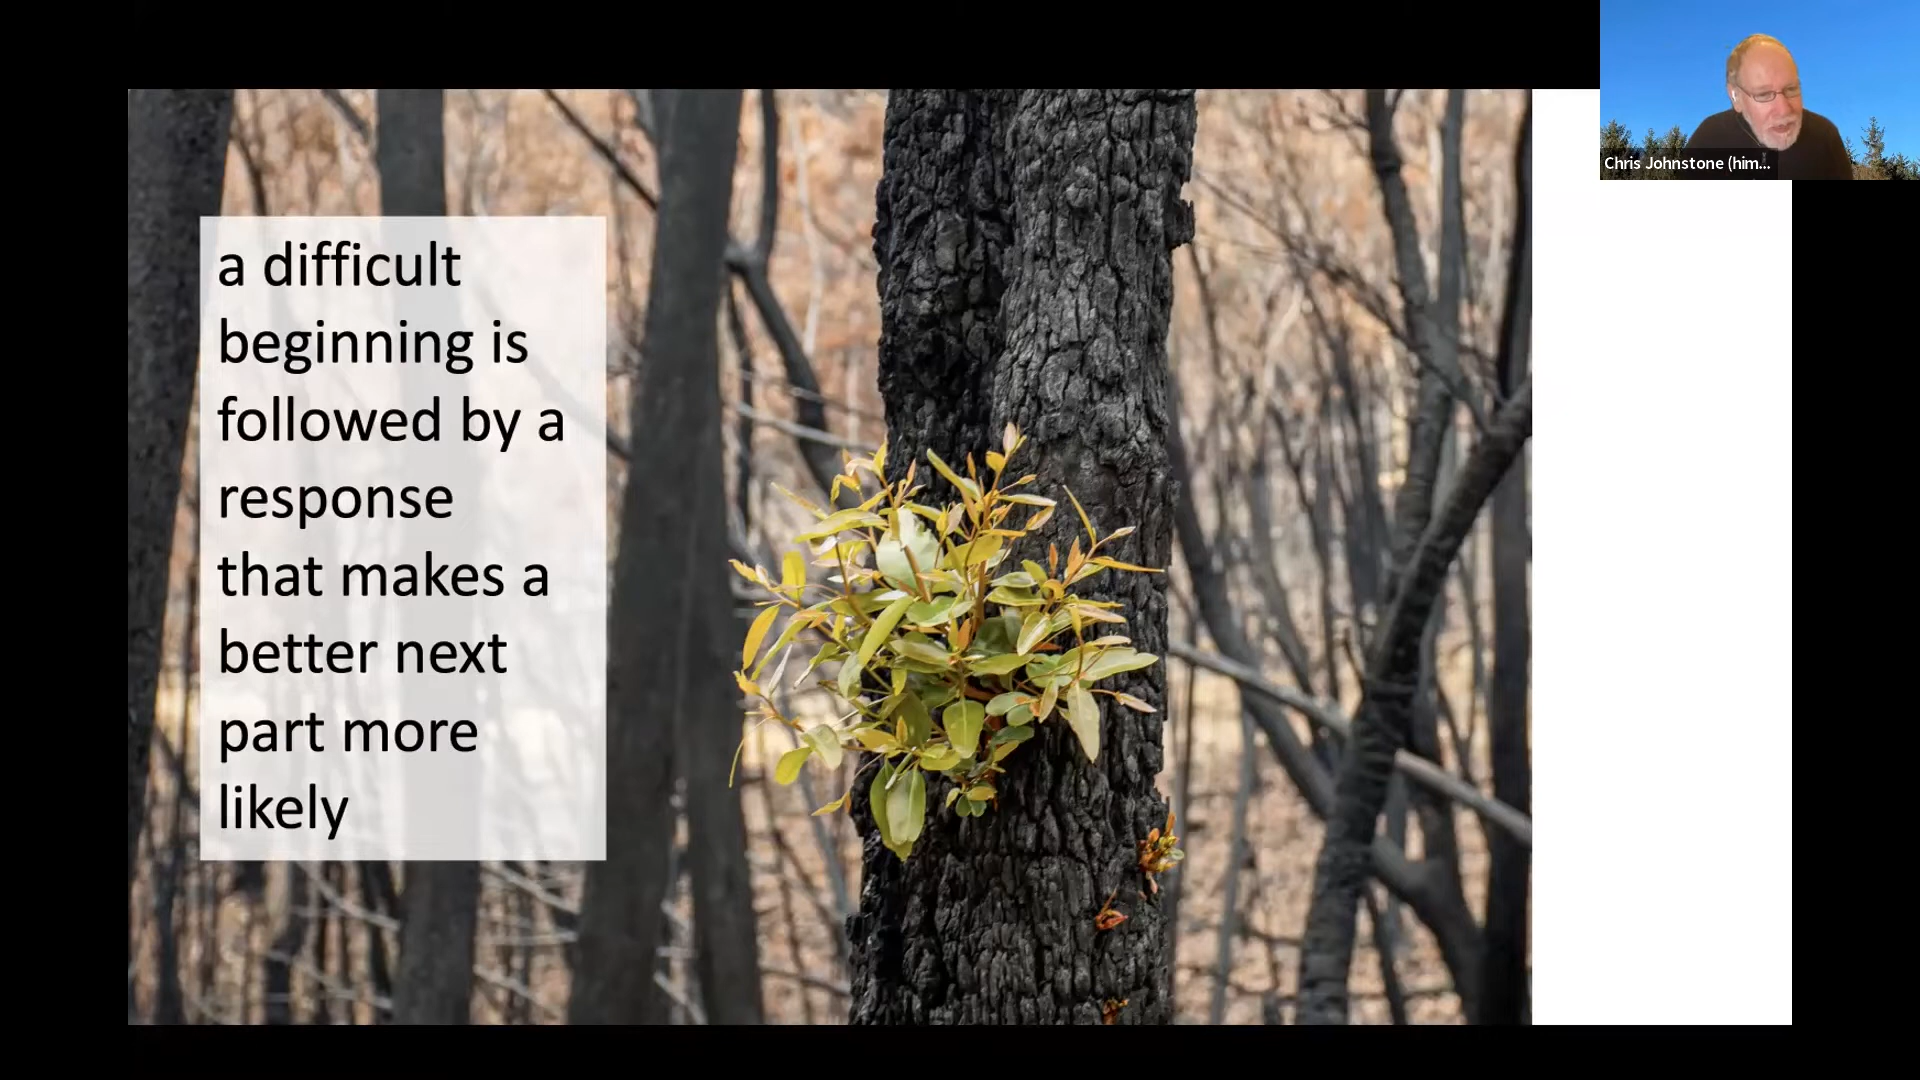 a difficult
beginning is
followed by a
response
that makes a
better next
part more
likely
Chris Johnstone (him...